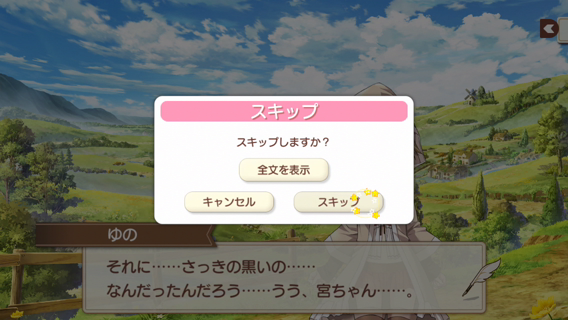 スキップ
スキップしますか？
全文を表示
キャンセル
スキップ
ゆの
それに……さっきの黒いの……
なんだったんだろう……うう、宮ちゃん……。